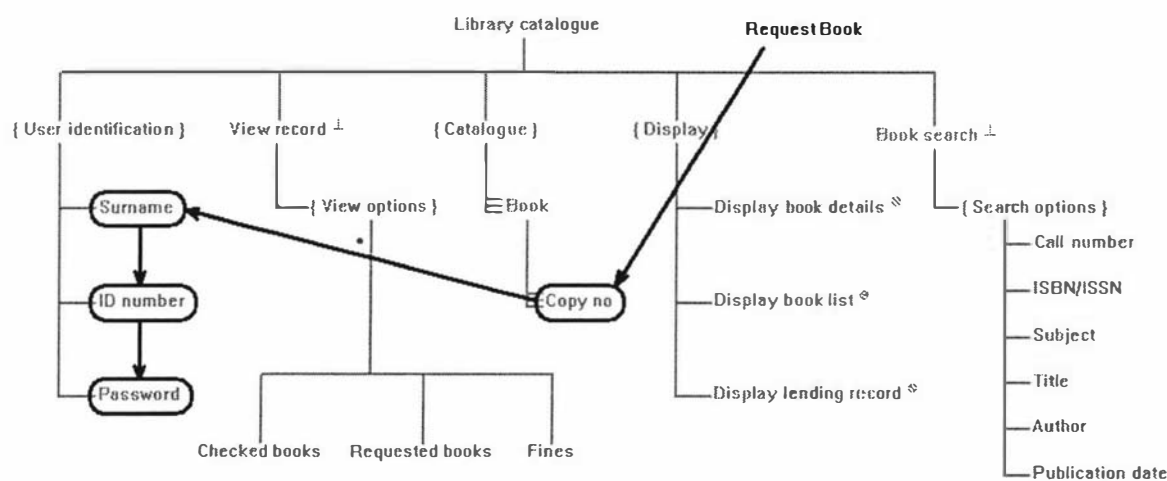 Library catalogue
Request Book
{ User identification }
View record ⊥
{ Catalogue }
{ Display }
Book search ⊥
Surname
{ View options }
Book
Display book details
{ Search options }
Call number
ID number
Copy no
Display book list
ISBN/ISSN
Subject
Password
Display lending record
Title
Author
Checked books
Requested books
Fines
Publication date